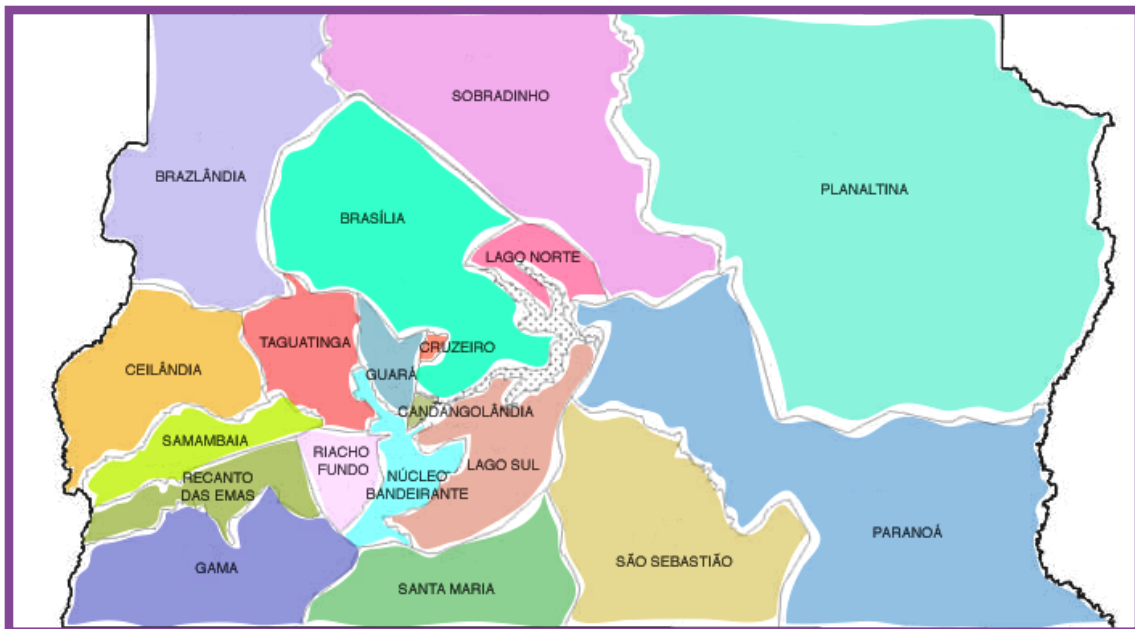 SOBRADINHO
BRAZLÂNDIA
PLANALTINA
BRASÍLIA
LAGO NORTE
TAGUATINGA
CRUZEIRO
CEILÂNDIA
GUARÁ
CANDANGOLÂNDIA
SAMAMBAIA
RIACHO
FUNDO
LAGO SUL
RECANTO
DAS EMAS
NÚCLEO
BANDEIRANTE
PARANOÁ
SÃO SEBASTIÃO
GAMA
SANTA MARIA